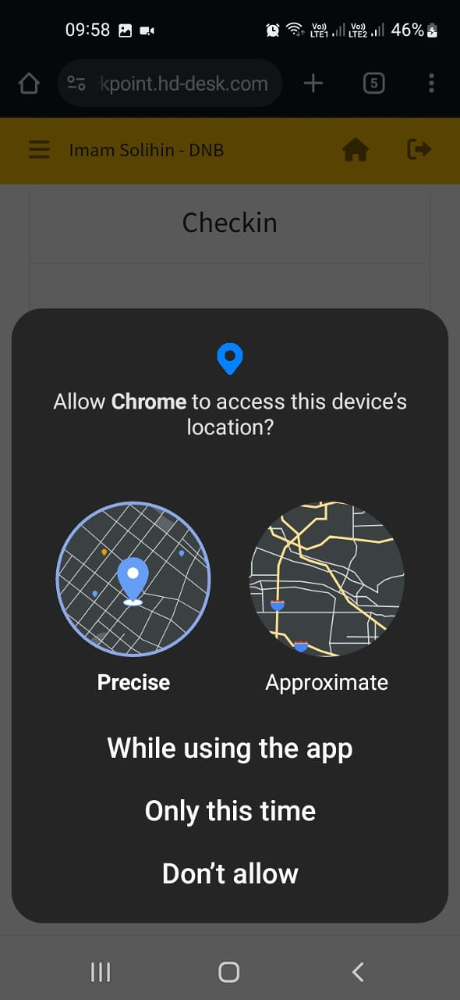 09:58
Vo)) LTE1 Vo)) LTE2 46%
kpoint.hd-desk.com
5
Imam Solihin - DNB
Checkin
Allow Chrome to access this device's
location?
Precise
Approximate
While using the app
Only this time
Don't allow